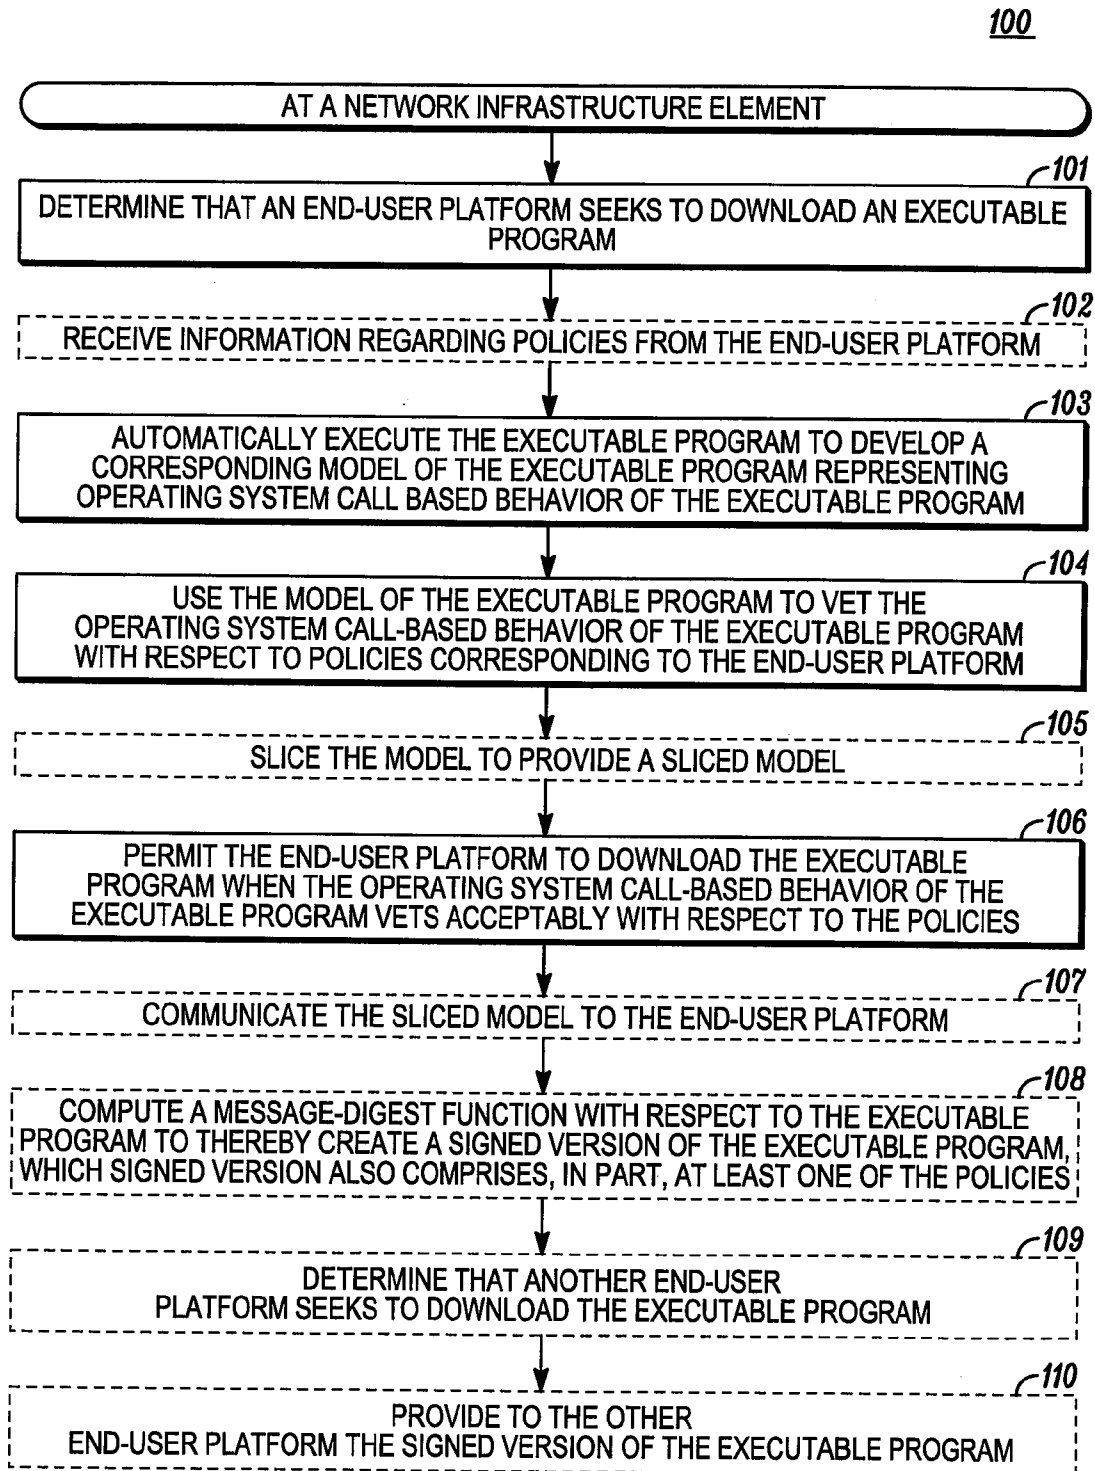 100
AT A NETWORK INFRASTRUCTURE ELEMENT
101
DETERMINE THAT AN END-USER PLATFORM SEEKS TO DOWNLOAD AN EXECUTABLE
PROGRAM
102
RECEIVE INFORMATION REGARDING POLICIES FROM THE END-USER PLATFORM
103
AUTOMATICALLY EXECUTE THE EXECUTABLE PROGRAM TO DEVELOP A
CORRESPONDING MODEL OF THE EXECUTABLE PROGRAM REPRESENTING
OPERATING SYSTEM CALL BASED BEHAVIOR OF THE EXECUTABLE PROGRAM
104
USE THE MODEL OF THE EXECUTABLE PROGRAM TO VET THE
OPERATING SYSTEM CALL-BASED BEHAVIOR OF THE EXECUTABLE PROGRAM
WITH RESPECT TO POLICIES CORRESPONDING TO THE END-USER PLATFORM
105
SLICE THE MODEL TO PROVIDE A SLICED MODEL
106
PERMIT THE END-USER PLATFORM TO DOWNLOAD THE EXECUTABLE
PROGRAM WHEN THE OPERATING SYSTEM CALL-BASED BEHAVIOR OF THE
EXECUTABLE PROGRAM VETS ACCEPTABLY WITH RESPECT TO THE POLICIES
107
COMMUNICATE THE SLICED MODEL TO THE END-USER PLATFORM
108
COMPUTE A MESSAGE-DIGEST FUNCTION WITH RESPECT TO THE EXECUTABLE
PROGRAM TO THEREBY CREATE A SIGNED VERSION OF THE EXECUTABLE PROGRAM,
WHICH SIGNED VERSION ALSO COMPRISES, IN PART, AT LEAST ONE OF THE POLICIES
109
DETERMINE THAT ANOTHER END-USER
PLATFORM SEEKS TO DOWNLOAD THE EXECUTABLE PROGRAM
110
PROVIDE TO THE OTHER
END-USER PLATFORM THE SIGNED VERSION OF THE EXECUTABLE PROGRAM